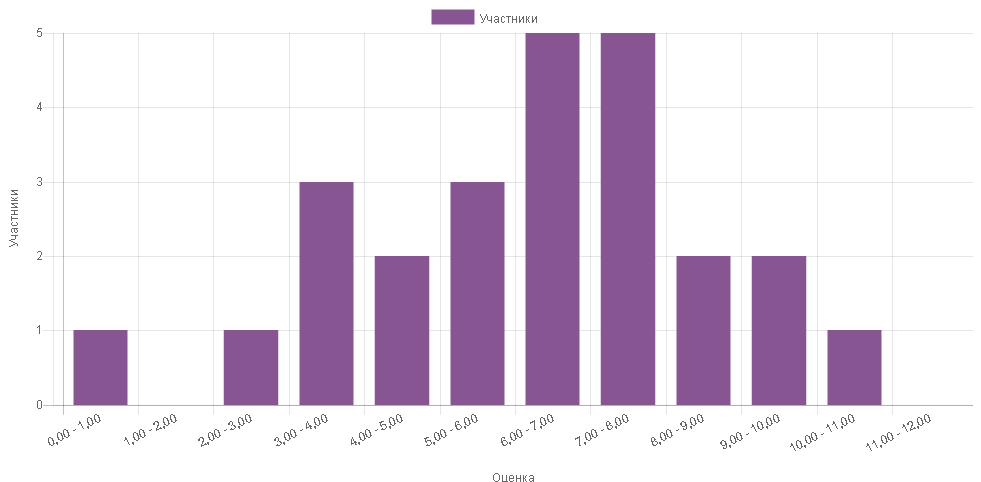 Участники
5
4
3
2
1
0
Участники
0,00 - 1,00
1,00 - 2,00
2,00 - 3,00
3,00 - 4,00
4,00 - 5,00
5,00 - 6,00
6,00 - 7,00
7,00 - 8,00
8,00 - 9,00
9,00 - 10,00
10,00 - 11,00
11,00 - 12,00
Оценка